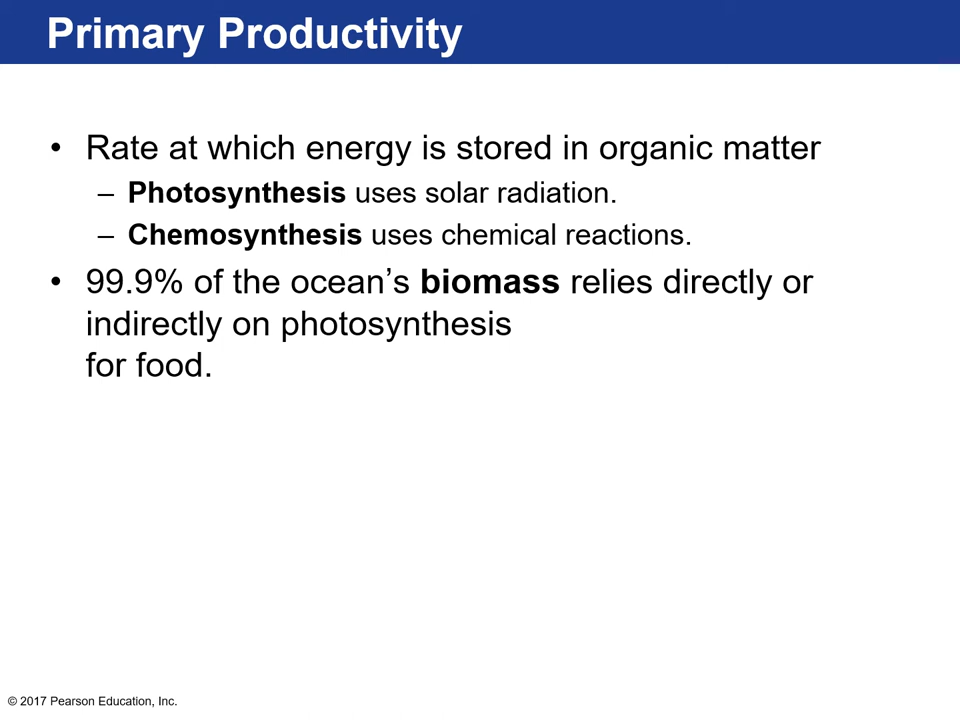 Primary Productivity
• Rate at which energy is stored in organic matter
– Photosynthesis uses solar radiation.
– Chemosynthesis uses chemical reactions.
• 99.9% of the ocean’s biomass relies directly or
indirectly on photosynthesis
for food.
© 2017 Pearson Education, Inc.